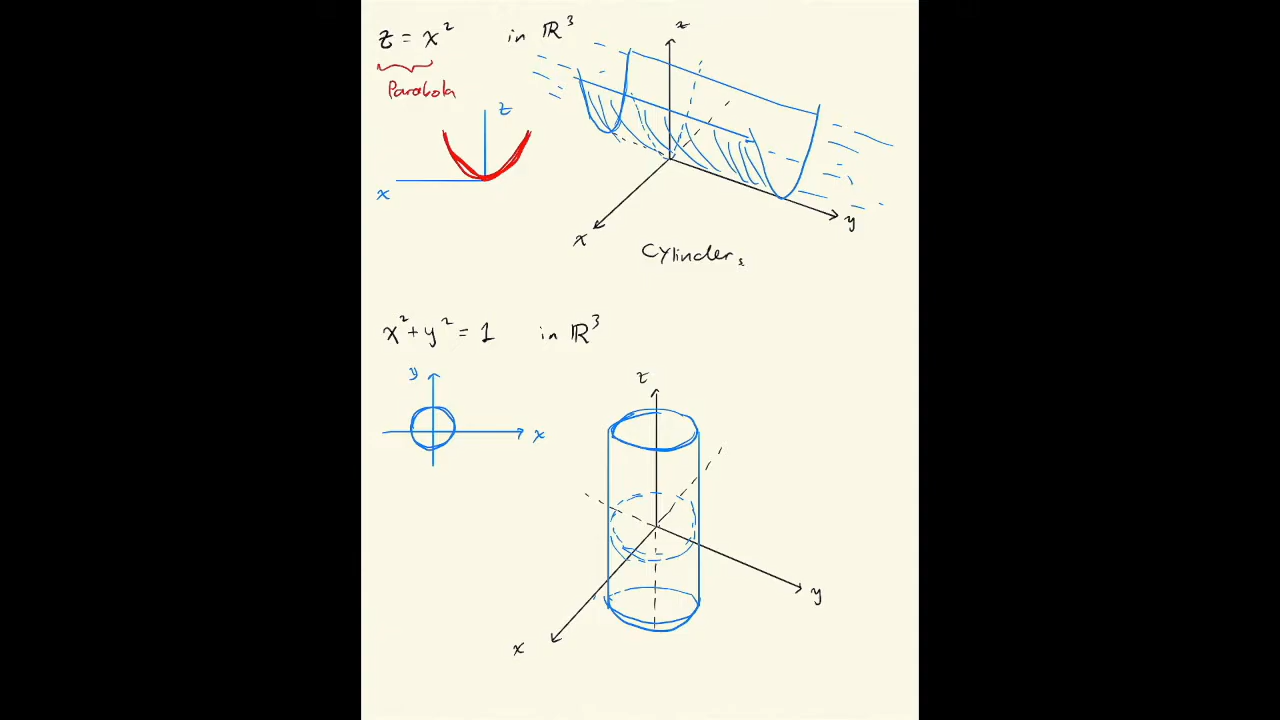 z = x² in ℝ³
Parabola
z
x
z
y
x
Cylinders
x² + y² = 1 in ℝ³
y
x
z
y
x